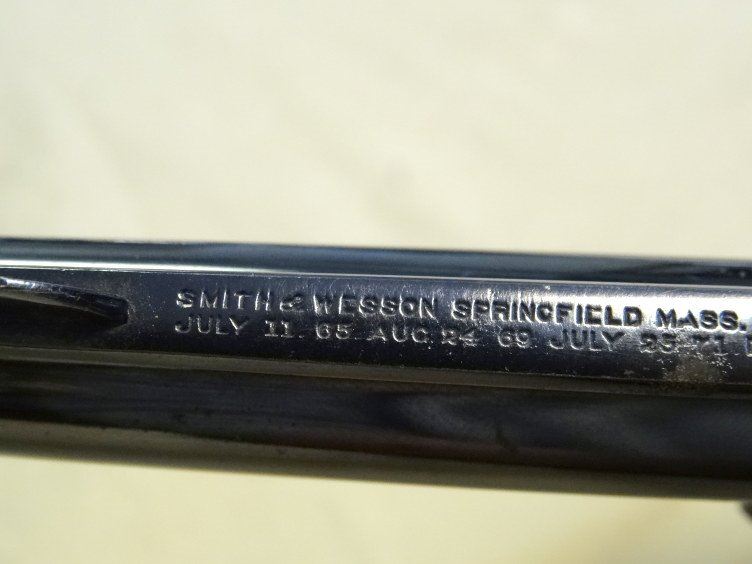 SMITH & WESSON SPRINGFIELD MASS.
JULY 11. 65 AUG. 24 69 JULY 25 71